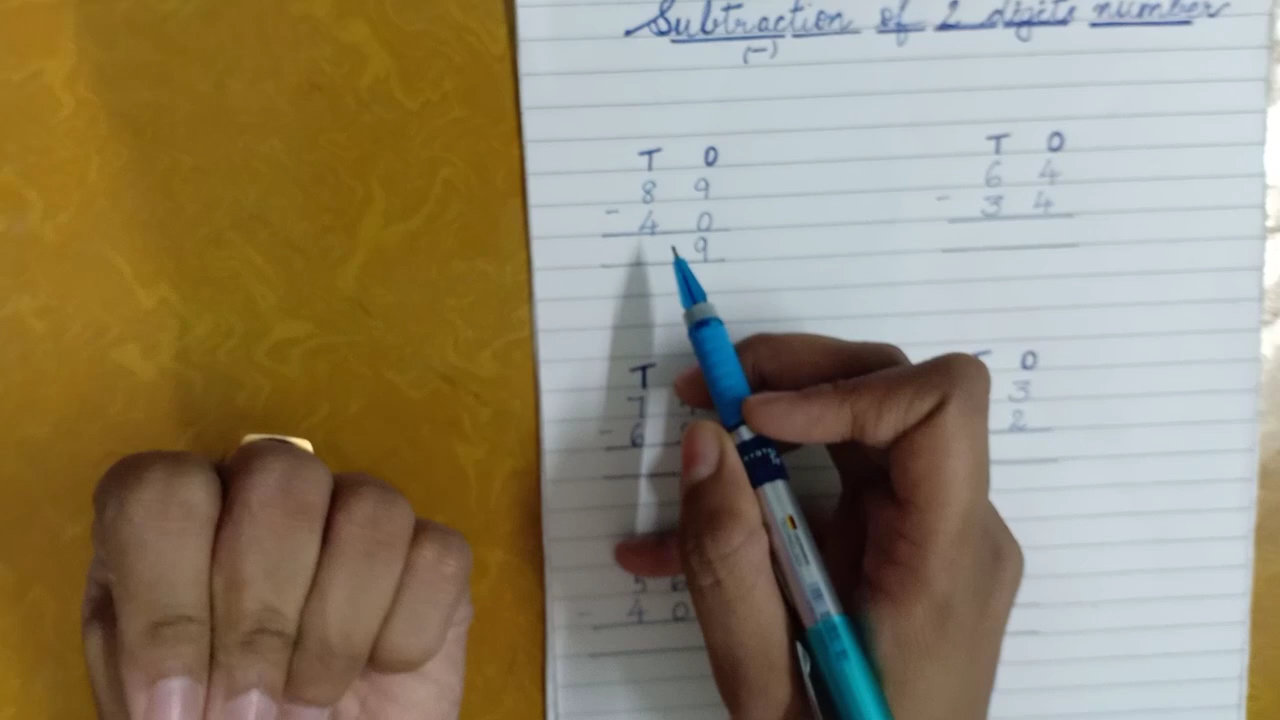 Subtraction of 2 digits number
(-)
T O
8 9
- 4 0
9
T O
6 4
- 3 4
T
7
- 6
O
3
2
5 6
- 4 0